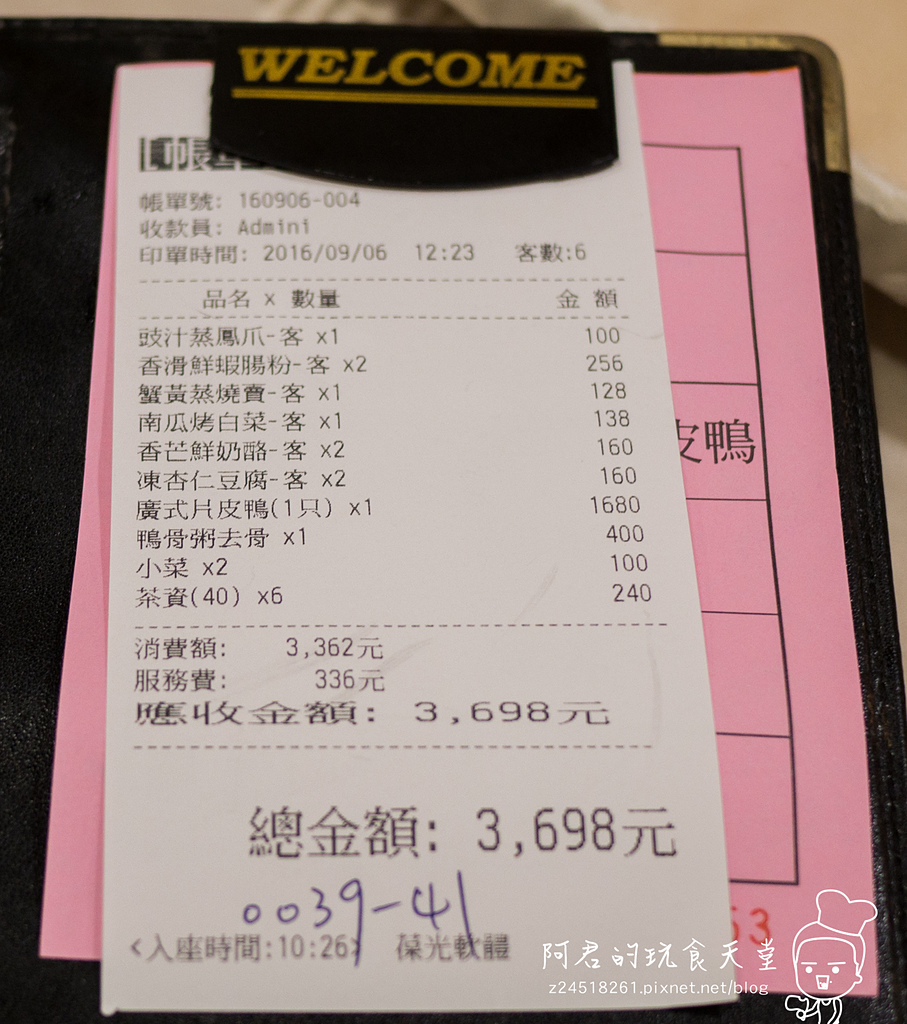 WELCOME
帳單號: 160906-004
收款員: Admini
印單時間: 2016/09/06 12:23 客數:6
品名 x 數量 金 額
豉汁蒸鳳爪-客 x1 100
香滑鮮蝦腸粉-客 x2 256
蟹黃蒸燒賣-客 x1 128
南瓜烤白菜-客 x1 138
香芒鮮奶酪-客 x2 160
凍杏仁豆腐-客 x2 160
廣式片皮鴨(1只) x1 1680
鴨骨粥去骨 x1 400
小菜 x2 100
茶資(40) x6 240
消費額: 3,362元
服務費: 336元
應收金額: 3,698元
總金額: 3,698元
0039-41
<入座時間:10:26> 葆光軟體
皮鴨
53
阿君的玩食天堂
z24518261.pixnet.net/blog